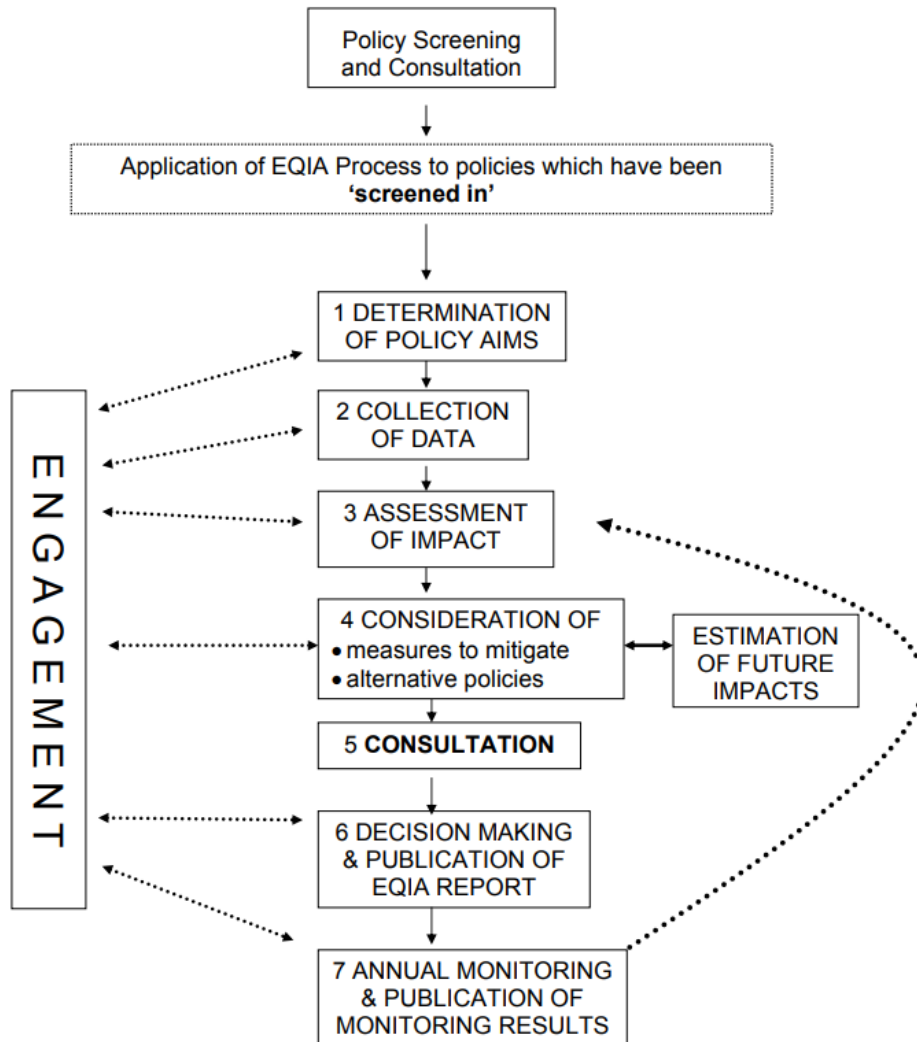 Policy Screening
and Consultation
Application of EQIA Process to policies which have been
‘screened in’
1 DETERMINATION
OF POLICY AIMS
2 COLLECTION
OF DATA
3 ASSESSMENT
OF IMPACT
4 CONSIDERATION OF
• measures to mitigate
• alternative policies
ESTIMATION
OF FUTURE
IMPACTS
5 CONSULTATION
6 DECISION MAKING
& PUBLICATION OF
EQIA REPORT
7 ANNUAL MONITORING
& PUBLICATION OF
MONITORING RESULTS
ENGAGEMENT